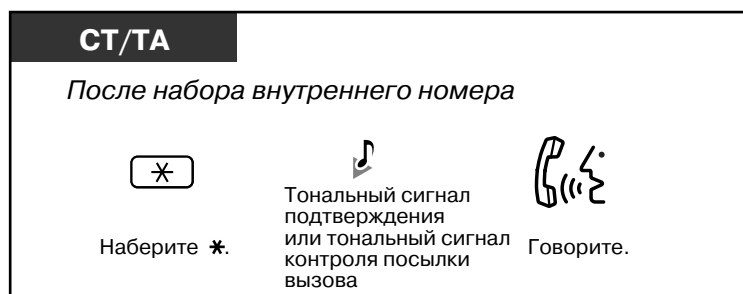 СТ/ТА
После набора внутреннего номера
Наберите ✱.
Тональный сигнал
подтверждения
или тональный сигнал
контроля посылки
вызова
Говорите.